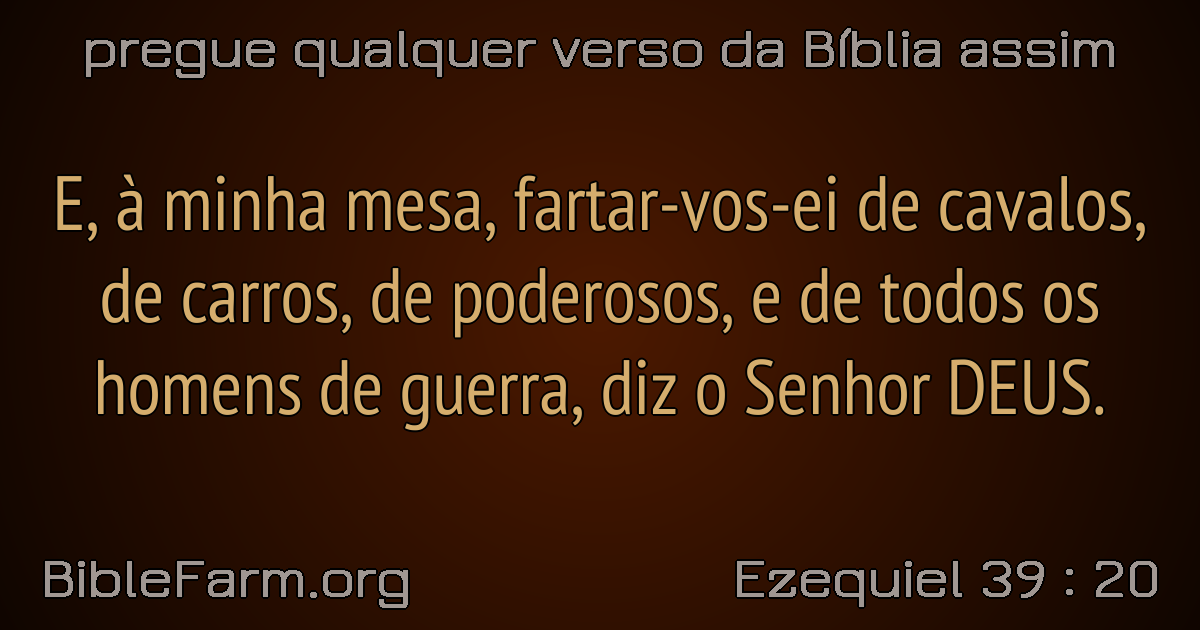 pregue qualquer verso da Bíblia assim
E, à minha mesa, fartar-vos-ei de cavalos,
de carros, de poderosos, e de todos os
homens de guerra, diz o Senhor DEUS.
BibleFarm.org
Ezequiel 39 : 20